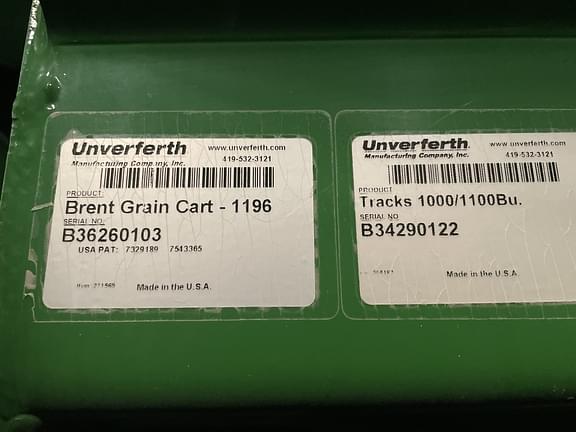 Unverferth www.unverferth.com
Manufacturing Company, Inc. 419-532-3121
PRODUCT:
Brent Grain Cart - 1196
SERIAL NO.
B36260103
USA PAT: 7329189 7543365
Made in the U.S.A.
Unverferth www.unverferth.com
Manufacturing Company, Inc. 419-532-3121
PRODUCT
Tracks 1000/1100Bu.
SERIAL NO
B34290122
Made in the U.S.A.